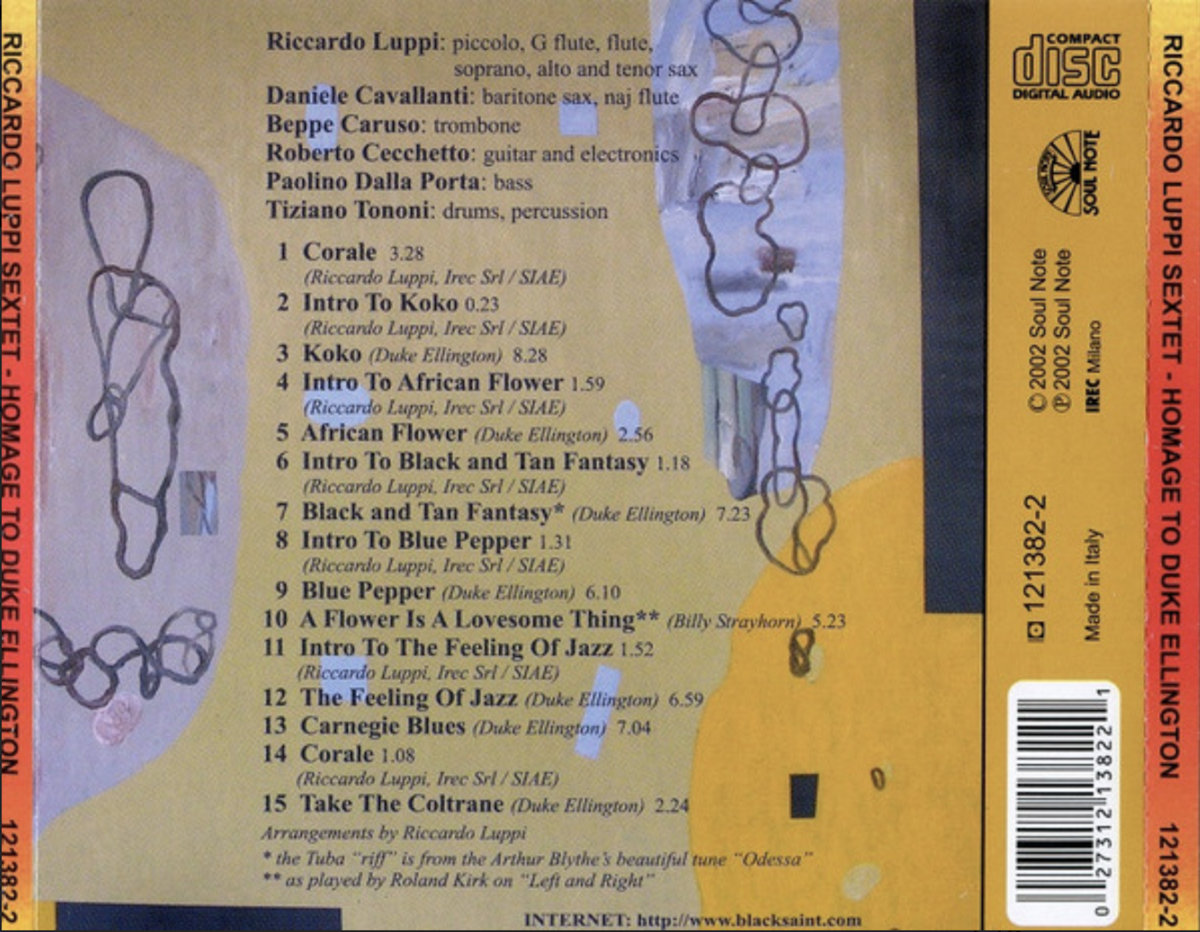 RICCARDO LUPPI SEXTET - HOMAGE TO DUKE ELLINGTON 121382-2
Riccardo Luppi: piccolo, G flute, flute,
soprano, alto and tenor sax
Daniele Cavallanti: baritone sax, naj flute
Beppe Caruso: trombone
Roberto Cecchetto: guitar and electronics
Paolino Dalla Porta: bass
Tiziano Tononi: drums, percussion
1 Corale 3.28
(Riccardo Luppi, Irec Srl / SIAE)
2 Intro To Koko 0.23
(Riccardo Luppi, Irec Srl / SIAE)
3 Koko (Duke Ellington) 8.28
4 Intro To African Flower 1.59
(Riccardo Luppi, Irec Srl / SIAE)
5 African Flower (Duke Ellington) 2.56
6 Intro To Black and Tan Fantasy 1.18
(Riccardo Luppi, Irec Srl / SIAE)
7 Black and Tan Fantasy* (Duke Ellington) 7.23
8 Intro To Blue Pepper 1.31
(Riccardo Luppi, Irec Srl / SIAE)
9 Blue Pepper (Duke Ellington) 6.10
10 A Flower Is A Lovesome Thing** (Billy Strayhorn) 5.23
11 Intro To The Feeling Of Jazz 1.52
(Riccardo Luppi, Irec Srl / SIAE)
12 The Feeling Of Jazz (Duke Ellington) 6.59
13 Carnegie Blues (Duke Ellington) 7.04
14 Corale 1.08
(Riccardo Luppi, Irec Srl / SIAE)
15 Take The Coltrane (Duke Ellington) 2.24
Arrangements by Riccardo Luppi
* the Tuba “riff” is from the Arthur Blythe's beautiful tune “Odessa”
** as played by Roland Kirk on “Left and Right”
INTERNET: http://www.blacksaint.com
COMPACT
disc
DIGITAL AUDIO
SOUL NOTE
©2002 Soul Note
℗2002 Soul Note
IREC Milano
121382-2
Made in Italy
0 27312 13822 1
RICCARDO LUPPI SEXTET - HOMAGE TO DUKE ELLINGTON 121382-2